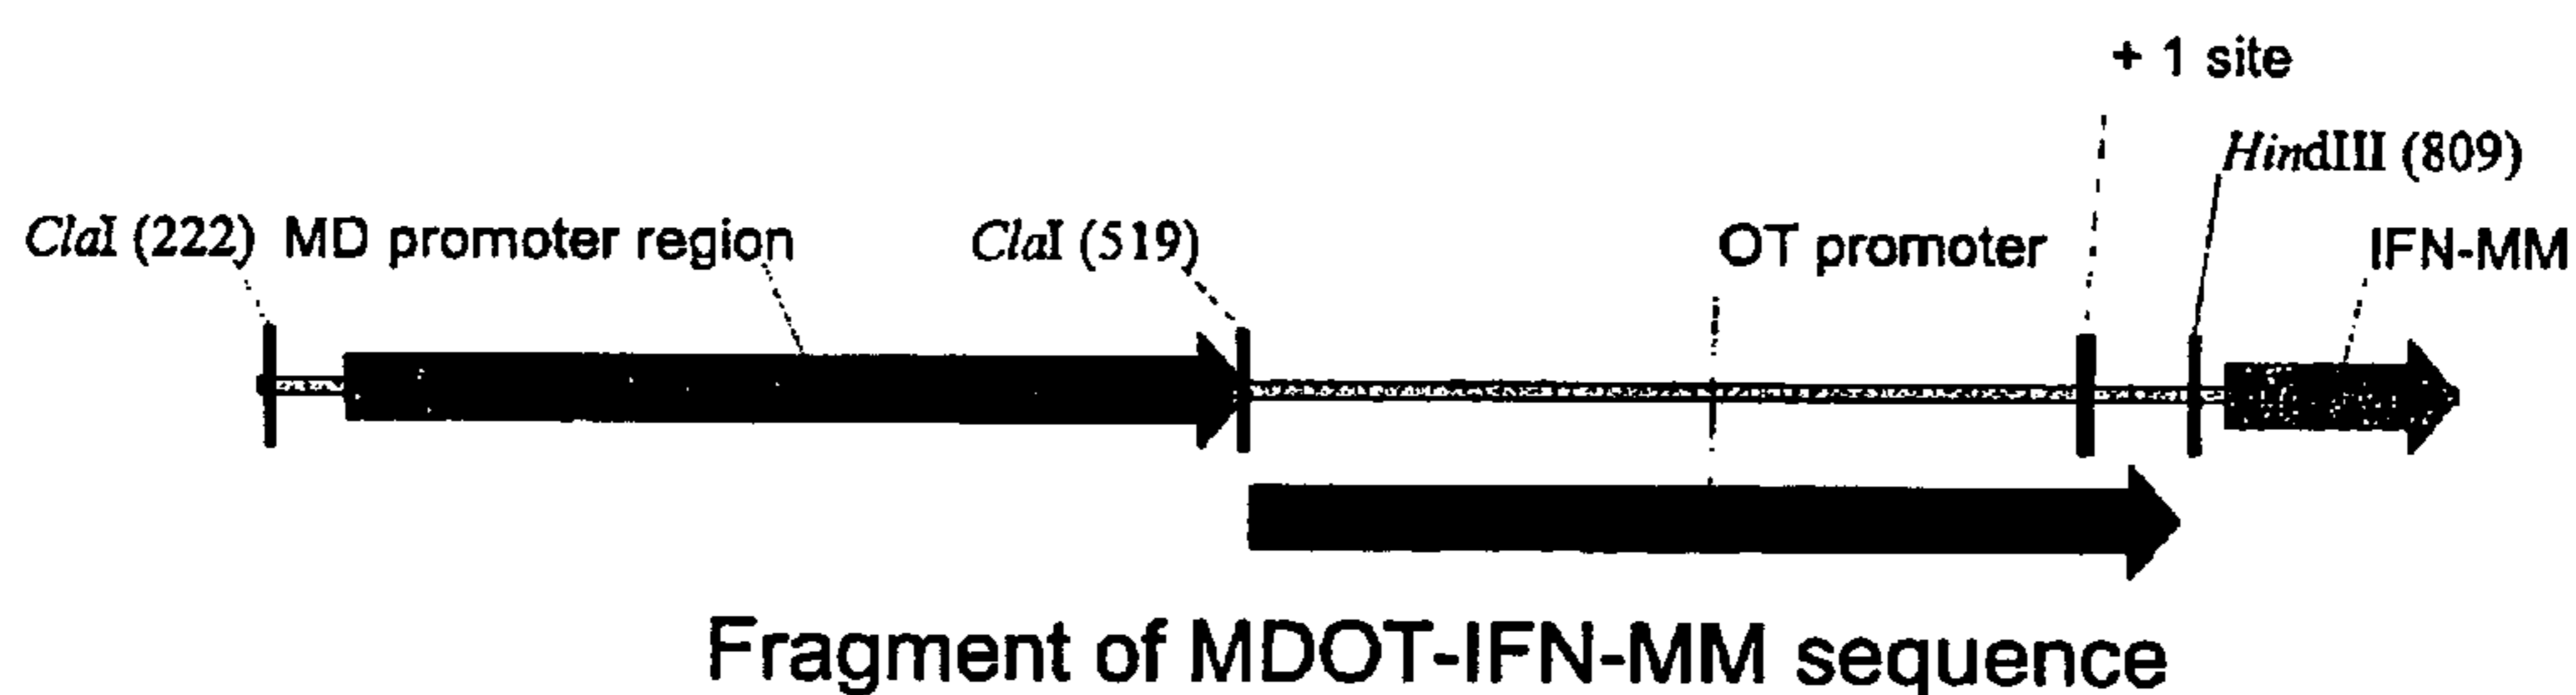 + 1 site
HindIII (809)
ClaI (222) MD promoter region
ClaI (519)
OT promoter
IFN-MM
Fragment of MDOT-IFN-MM sequence